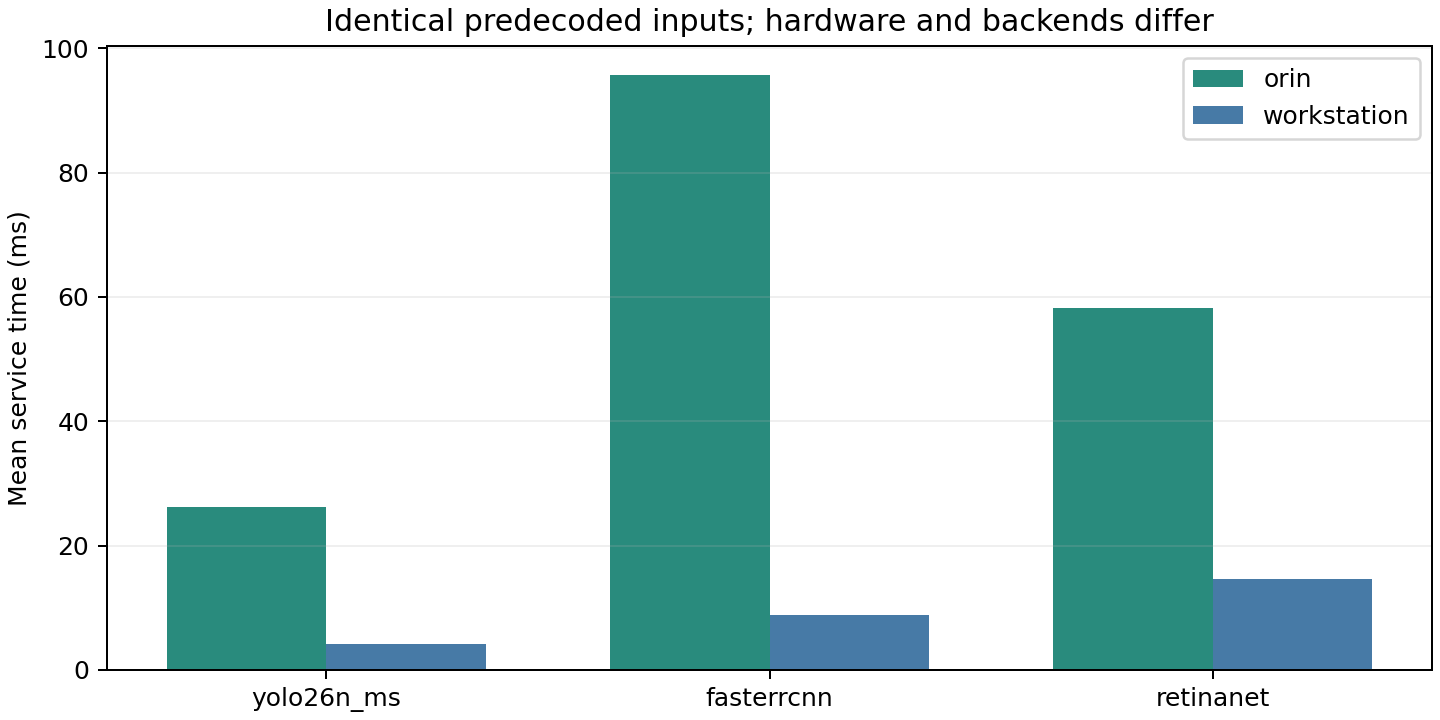 Identical predecoded inputs; hardware and backends differ
orin
workstation
Mean service time (ms)
100
80
60
40
20
0
yolo26n_ms
fasterrcnn
retinanet